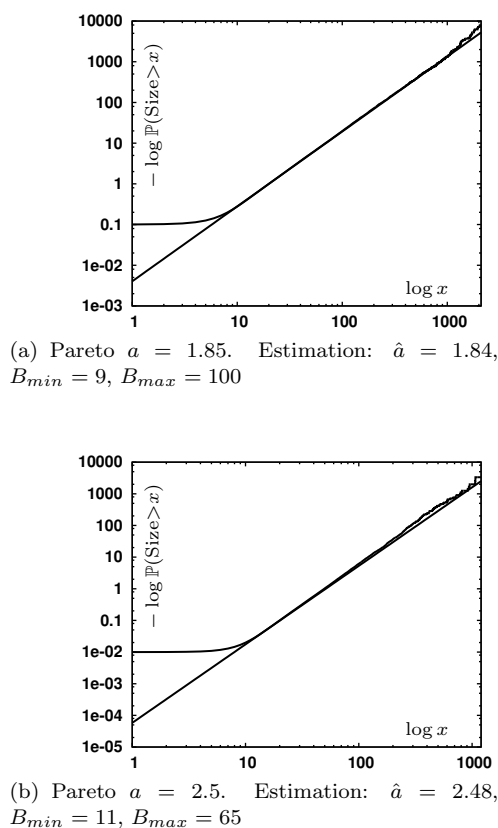 10000
1000
100
10
1
0.1
1e-02
1e-03
− log ℙ(Size>x)
log x
1 10 100 1000
(a) Pareto a = 1.85. Estimation: â = 1.84,
B_min = 9, B_max = 100
10000
1000
100
10
1
0.1
1e-02
1e-03
1e-04
1e-05
− log ℙ(Size>x)
log x
1 10 100 1000
(b) Pareto a = 2.5. Estimation: â = 2.48,
B_min = 11, B_max = 65